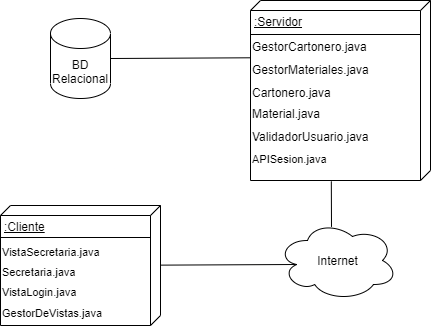 :Servidor
GestorCartonero.java
GestorMateriales.java
Cartonero.java
Material.java
ValidadorUsuario.java
APISesion.java
BD
Relacional
:Cliente
VistaSecretaria.java
Secretaria.java
VistaLogin.java
GestorDeVistas.java
Internet